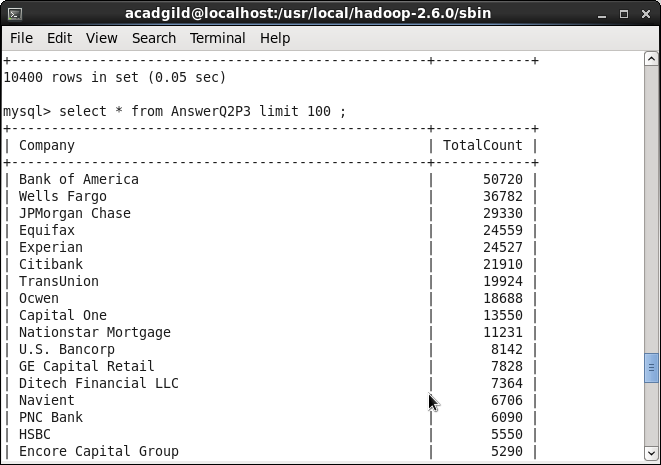 acadgild@localhost:/usr/local/hadoop-2.6.0/sbin
File Edit View Search Terminal Help
+-----------------------------------------------------+------------+
10400 rows in set (0.05 sec)
mysql> select * from AnswerQ2P3 limit 100 ;
+-----------------------------------------------------+------------+
| Company | TotalCount |
+-----------------------------------------------------+------------+
| Bank of America | 50720 |
| Wells Fargo | 36782 |
| JPMorgan Chase | 29330 |
| Equifax | 24559 |
| Experian | 24527 |
| Citibank | 21910 |
| TransUnion | 19924 |
| Ocwen | 18688 |
| Capital One | 13550 |
| Nationstar Mortgage | 11231 |
| U.S. Bancorp | 8142 |
| GE Capital Retail | 7828 |
| Ditech Financial LLC | 7364 |
| Navient | 6706 |
| PNC Bank | 6090 |
| HSBC | 5550 |
| Encore Capital Group | 5290 |